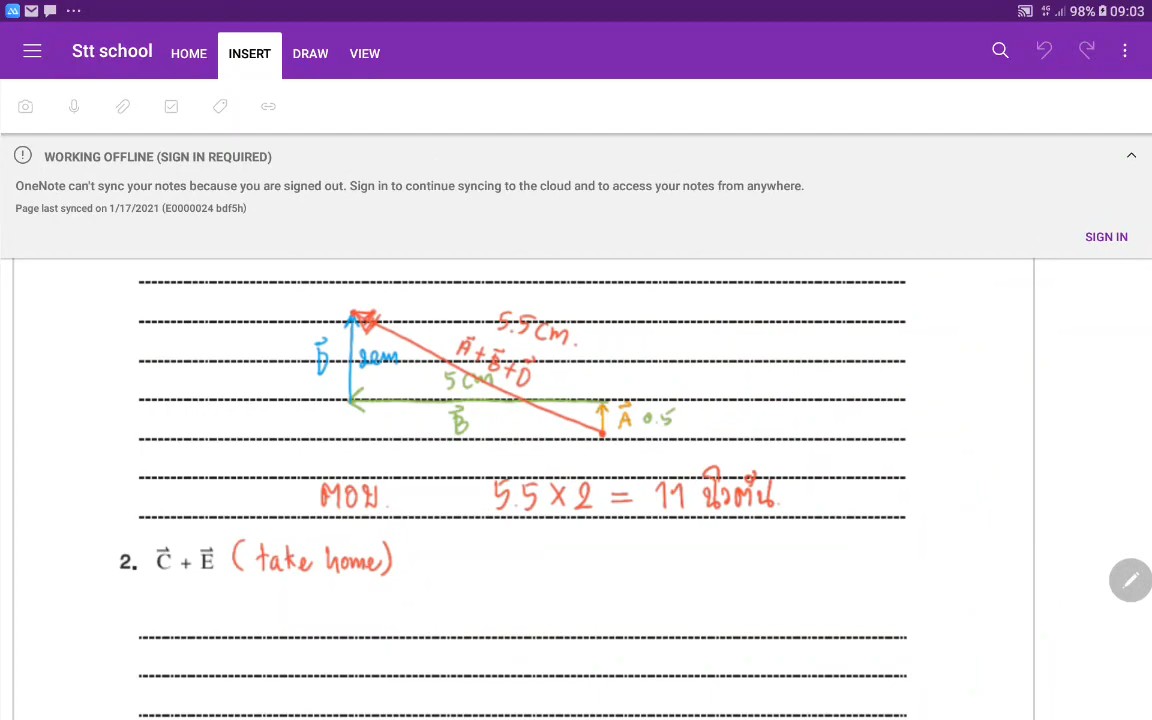 98% 09:03
Stt school HOME INSERT DRAW VIEW
WORKING OFFLINE (SIGN IN REQUIRED)
OneNote can't sync your notes because you are signed out. Sign in to continue syncing to the cloud and to access your notes from anywhere.
Page last synced on 1/17/2021 (E0000024 bdf5h)
SIGN IN
5.5 cm.
D⃗ 2cm A⃗ + B⃗ + D⃗
5 cm
B⃗ A⃗ 0.5
ตอบ. 5.5 × 2 = 11 นิวตัน
2. C⃗ + E⃗ (take home)